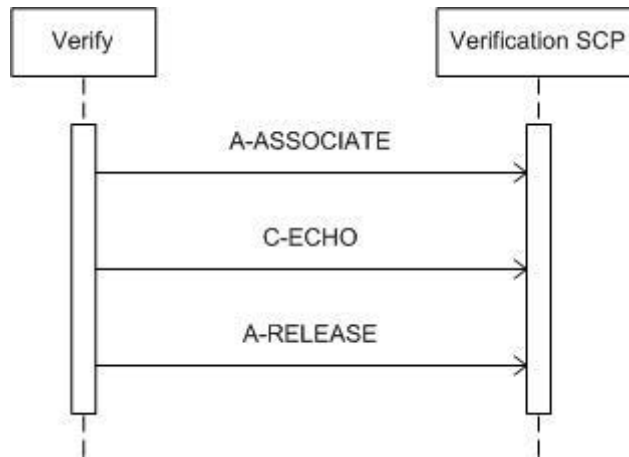 Verify
Verification SCP
A-ASSOCIATE
C-ECHO
A-RELEASE